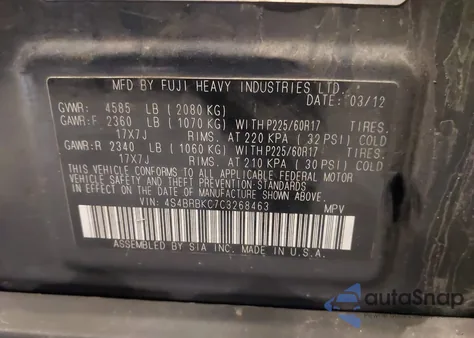 MFD BY FUJI HEAVY INDUSTRIES LTD.
DATE: 03/12
GVWR: 4585 LB (2080 KG)
GAWR:F 2360 LB (1070 KG) WITH P225/60R17 TIRES.
17X7J RIMS. AT 220 KPA (32 PSI) COLD
GAWR:R 2340 LB (1060 KG) WITH P225/60R17 TIRES.
17X7J RIMS. AT 210 KPA (30 PSI) COLD
THIS VEHICLE CONFORMS TO ALL
APPLICABLE FEDERAL MOTOR
VEHICLE SAFETY STANDARDS
IN EFFECT ON THE DATE
OF MANUFACTURE SHOWN ABOVE.
VIN: 4S4BRBKC7C3268463 MPV
ASSEMBLED BY SIA INC. MADE IN U.S.A.
autoSnap